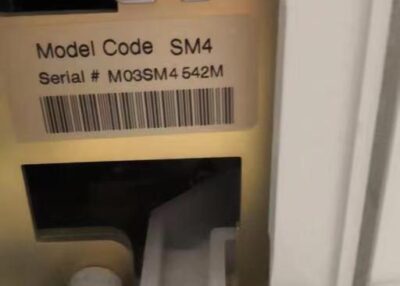 Model Code SM4
Serial # M03SM4 542M